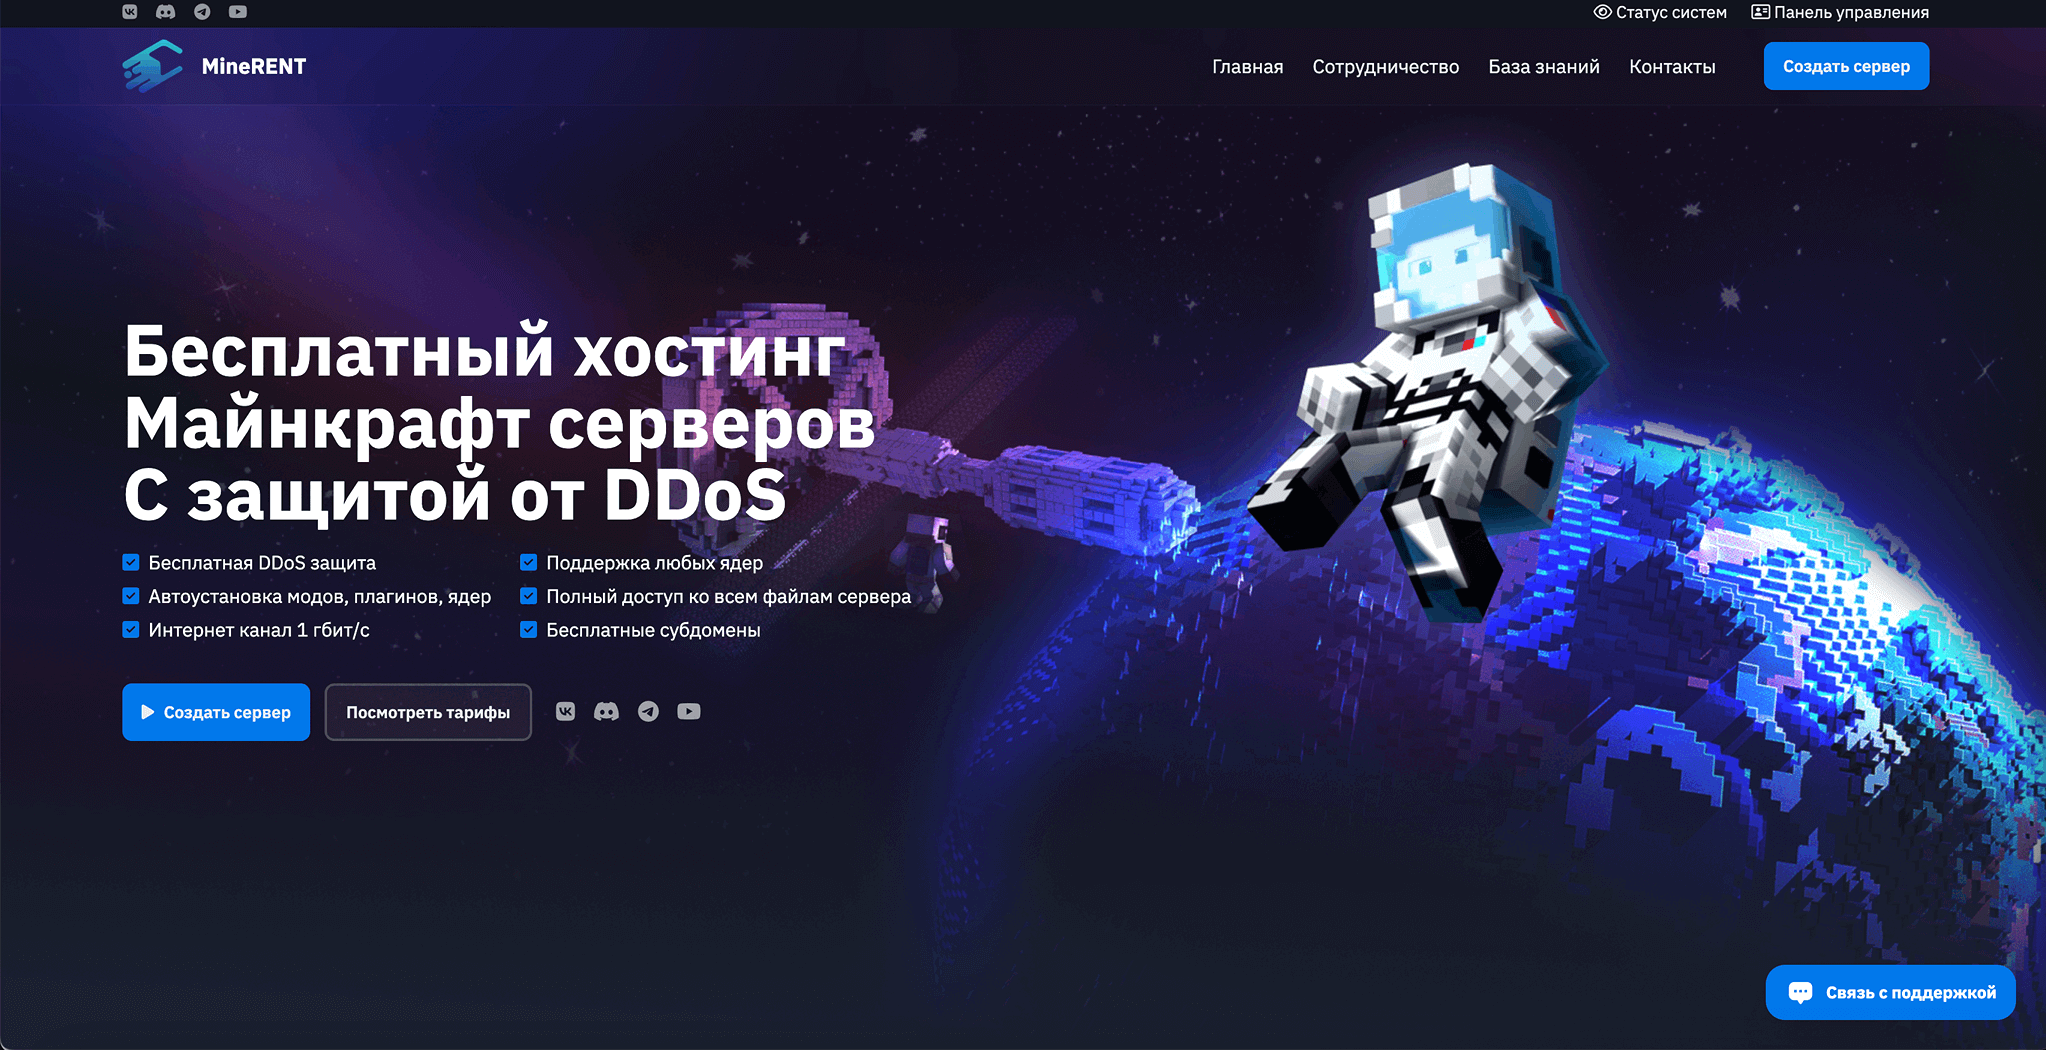 Статус систем
Панель управления
MineRENT
Главная
Сотрудничество
База знаний
Контакты
Создать сервер
Бесплатный хостинг
Майнкрафт серверов
С защитой от DDoS
Бесплатная DDoS защита
Поддержка любых ядер
Автоустановка модов, плагинов, ядер
Полный доступ ко всем файлам сервера
Интернет канал 1 гбит/с
Бесплатные субдомены
Создать сервер
Посмотреть тарифы
Связь с поддержкой